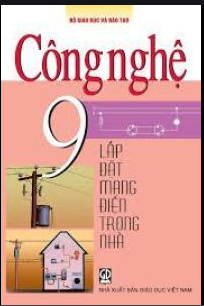 BỘ GIÁO DỤC VÀ ĐÀO TẠO
Công nghệ
9
LẮP
ĐẶT
MẠNG
ĐIỆN
TRONG
NHÀ
NHÀ XUẤT BẢN GIÁO DỤC VIỆT NAM